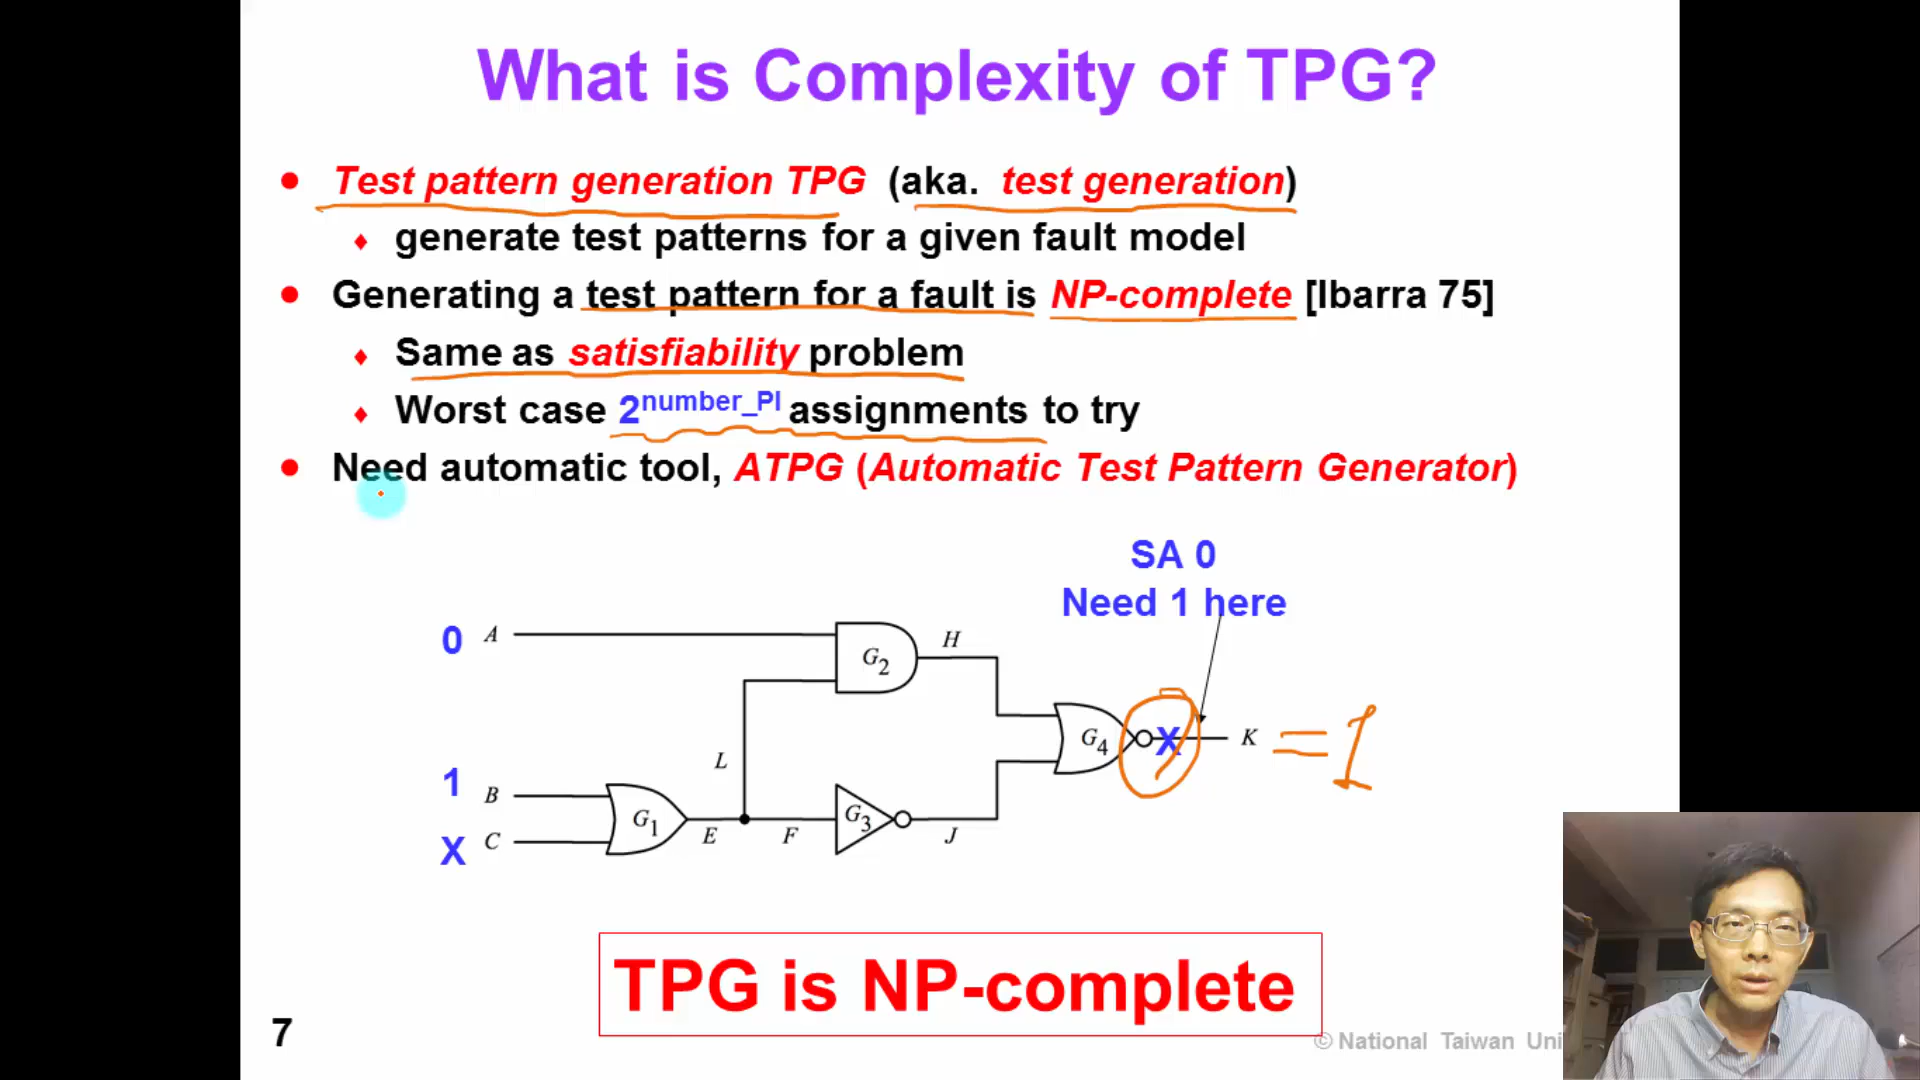 What is Complexity of TPG?
Test pattern generation TPG (aka. test generation)
generate test patterns for a given fault model
Generating a test pattern for a fault is NP-complete [Ibarra 75]
Same as satisfiability problem
Worst case 2^number_PI assignments to try
Need automatic tool, ATPG (Automatic Test Pattern Generator)
SA 0
Need 1 here
0 A
G2
H
L
G4
X
K = 1
1 B
X C
G1
E
F
G3
J
TPG is NP-complete
7
© National Taiwan Uni